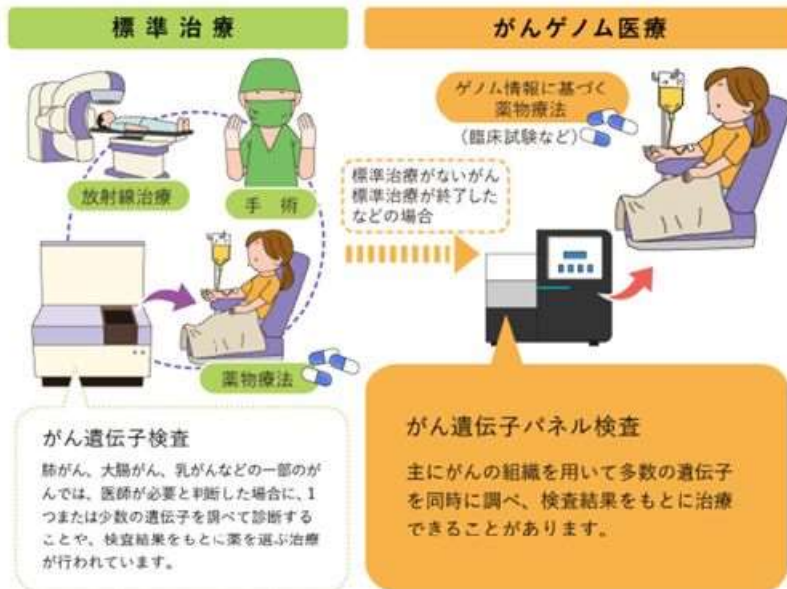 標準治療
放射線治療
手 術
薬物療法
がん遺伝子検査
肺がん、大腸がん、乳がんなどの一部のが
んでは、医師が必要と判断した場合に、1
つまたは少数の遺伝子を調べて診断する
ことや、検査結果をもとに薬を選ぶ治療
が行われています。
標準治療がないがん
標準治療が終了した
などの場合
がんゲノム医療
ゲノム情報に基づく
薬物療法
(臨床試験など)
がん遺伝子パネル検査
主にがんの組織を用いて多数の遺伝子
を同時に調べ、検査結果をもとに治療
できることがあります。